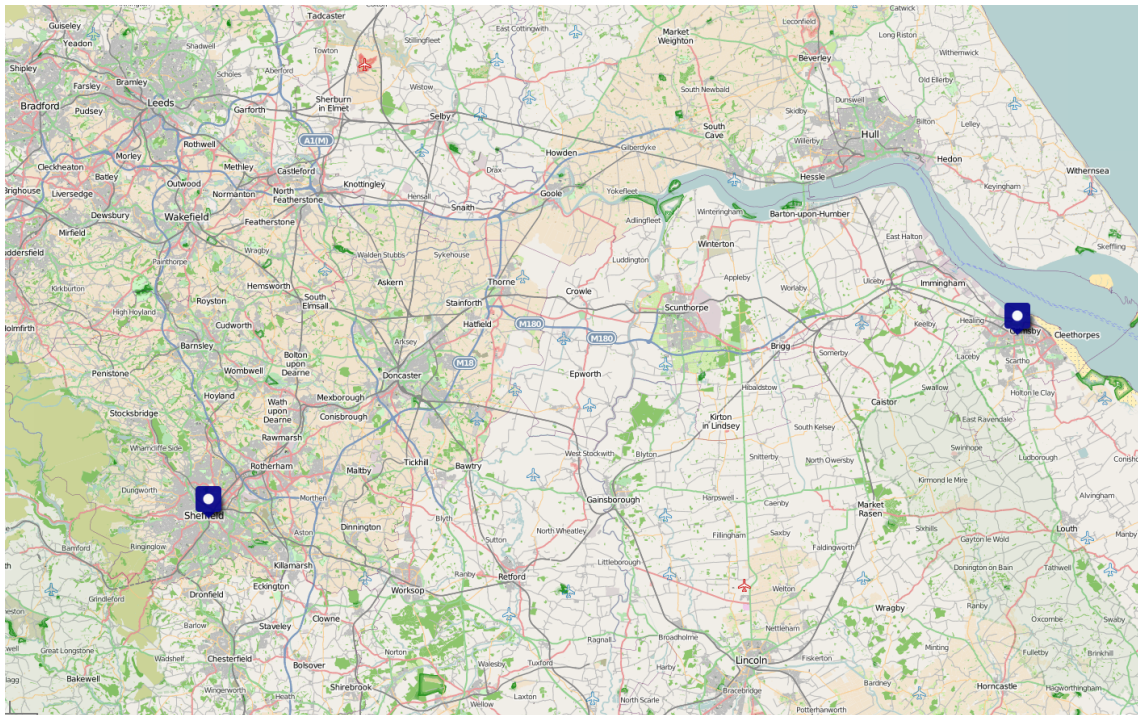 Tadcaster
Catwick
Guiseley
Leconfield
East Cottingwith
Market
Weighton
Long Riston
Yeadon
Shadwell
Stillingfleet
Towton
Withernwick
Beverley
Shipley
Bramley
Scholes
Aberford
Wistow
South Newbald
Old Ellerby
Farsley
Sherburn
in Elmet
Dunswell
Bradford
Leeds
Garforth
Pudsey
Selby
Skidby
Bilton
Lelley
South
Cave
Hull
A1(M)
Rothwell
Willerby
Gilberdyke
Howden
Hedon
Morley
Cleckheaton
Methley
Castleford
Drax
Withernsea
Batley
Outwood
Knottingley
Hessle
Brighouse
Liversedge
Normanton
North
Featherstone
Hensall
Goole
Yokefleet
Keyingham
Snaith
Dewsbury
Wakefield
Featherstone
Adlingfleet
Winteringham
Barton-upon-Humber
Mirfield
Winterton
East Halton
Skeffling
uddersfield
Wragby
Walden Stubbs
Sykehouse
Luddington
Painthorpe
Appleby
Kirkburton
Hemsworth
Askern
Thorne
Crowle
Worlaby
Ulceby
Immingham
Royston
South
Elmsall
Stainforth
Scunthorpe
High Hoyland
Holmfirth
Cudworth
Hatfield
M180
Keelby
Healing
Cleethorpes
Barnsley
Arksey
M180
Brigg
Somerby
Laceby
Scartho
Bolton
upon
Dearne
M18
Penistone
Wombwell
Doncaster
Epworth
Hibaldstow
Swallow
Holton le Clay
Hoyland
Mexborough
Caistor
Stocksbridge
Wath
upon
Dearne
Conisbrough
Kirton
in Lindsey
East Ravendale
South Kelsey
Rawmarsh
Wharncliffe Side
West Stockwith
Blyton
Snitterby
North Owersby
Swinhope
Ludborough
Rotherham
Maltby
Tickhill
Bawtry
Kirmond le Mire
Dungworth
Morthen
Gainsborough
Harpswell
Caenby
Alvingham
Market
Rasen
Sheffield
Blyth
Dinnington
Aston
North Wheatley
Fillingham
Saxby
Sixhills
Louth
Bamford
Ringinglow
Sutton
Faldingworth
Gayton le Wold
Manby
Killamarsh
Littleborough
Donington on Bain
Tathwell
Eckington
Ranby
Retford
Worksop
Welton
Grindleford
Dronfield
Wragby
Ranby
Clowne
Oxcombe
Swaby
Barlow
Staveley
Nettleham
Great Longstone
Wadshelf
Chesterfield
Norton
Ragnall
Broadholme
Minting
Fulletby
Brinkhill
Bolsover
Walesby
Tuxford
Harby
Lincoln
Fiskerton
Bakewell
Bardney
Horncastle
Hagworthingham
Shirebrook
Wingerworth
Heath
Laxton
Wellow
North Scarle
Bracebridge
Potterhanworth